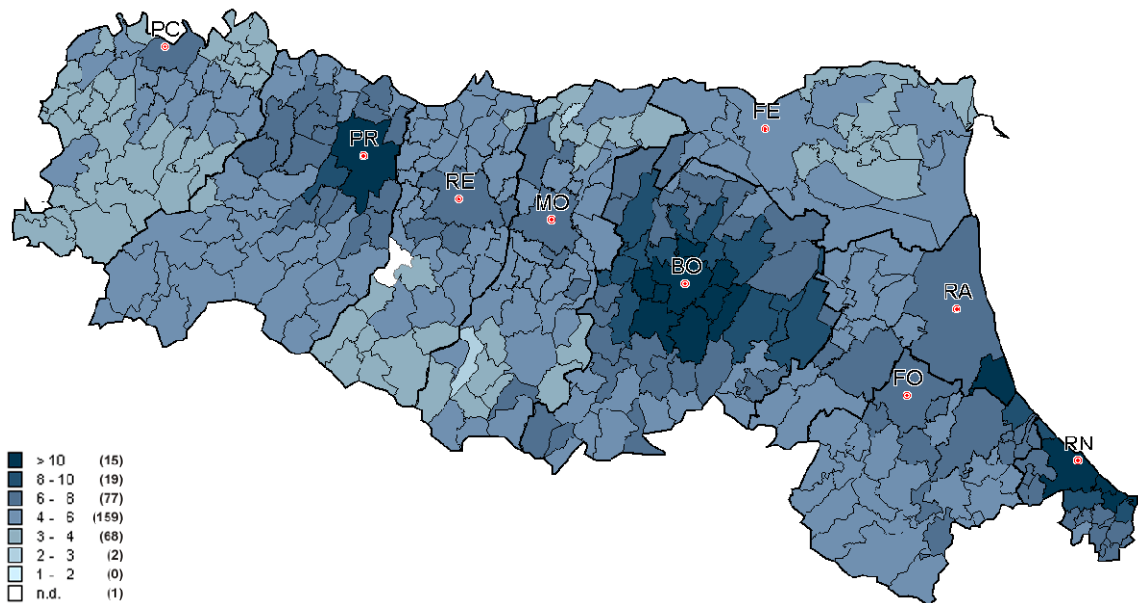 PC
PR
RE
MO
FE
BO
RA
FO
RN
> 10 (15)
8 - 10 (19)
6 - 8 (77)
4 - 6 (159)
3 - 4 (68)
2 - 3 (2)
1 - 2 (0)
n.d. (1)